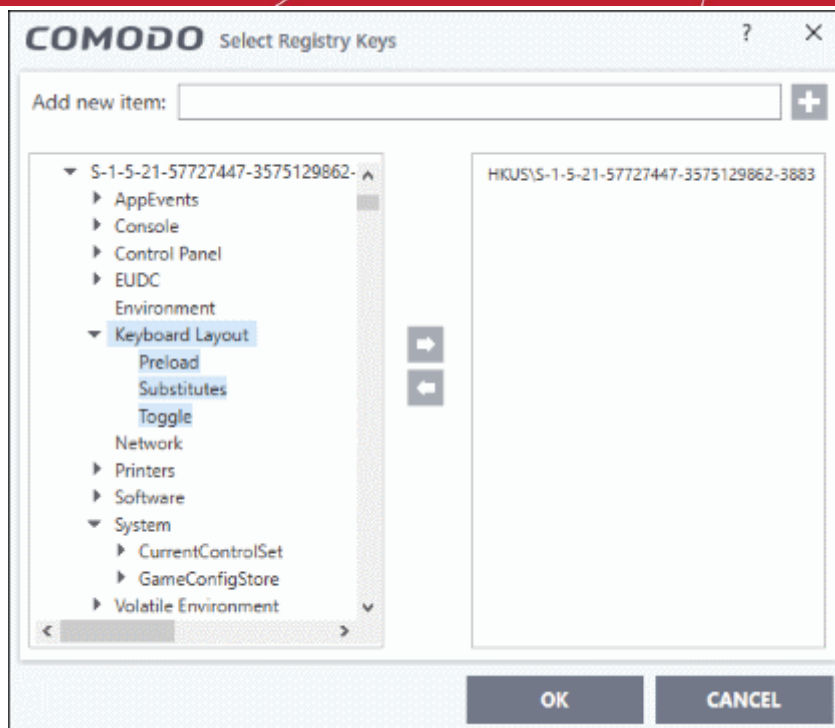 COMODO Select Registry Keys ? ×
Add new item: +
S-1-5-21-57727447-3575129862-
HKUS\S-1-5-21-57727447-3575129862-3883
AppEvents
Console
Control Panel
EUDC
Environment
Keyboard Layout
Preload
Substitutes
Toggle
Network
Printers
Software
System
CurrentControlSet
GameConfigStore
Volatile Environment
OK CANCEL